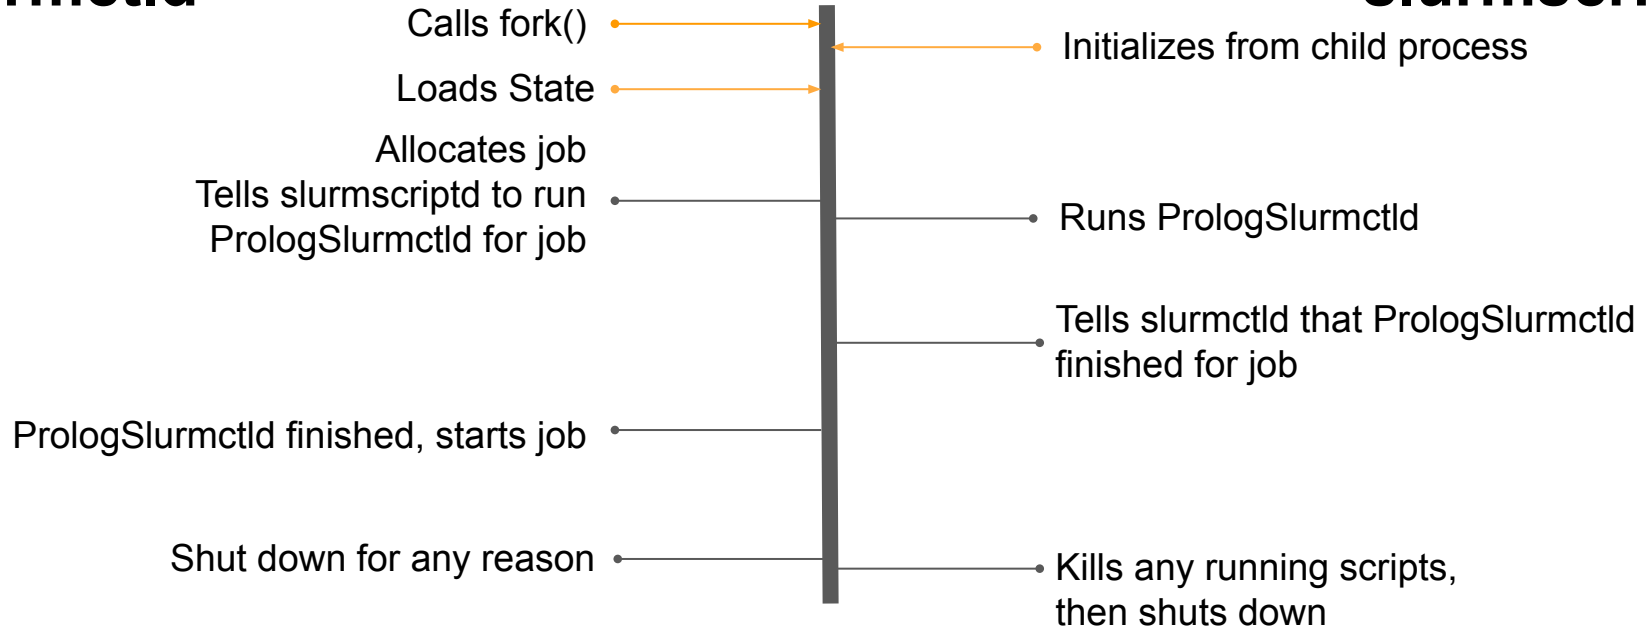 Calls fork()
Initializes from child process
Loads State
Allocates job
Tells slurmscriptd to run
PrologSlurmctld for job
Runs PrologSlurmctld
Tells slurmctld that PrologSlurmctld
finished for job
PrologSlurmctld finished, starts job
Shut down for any reason
Kills any running scripts,
then shuts down